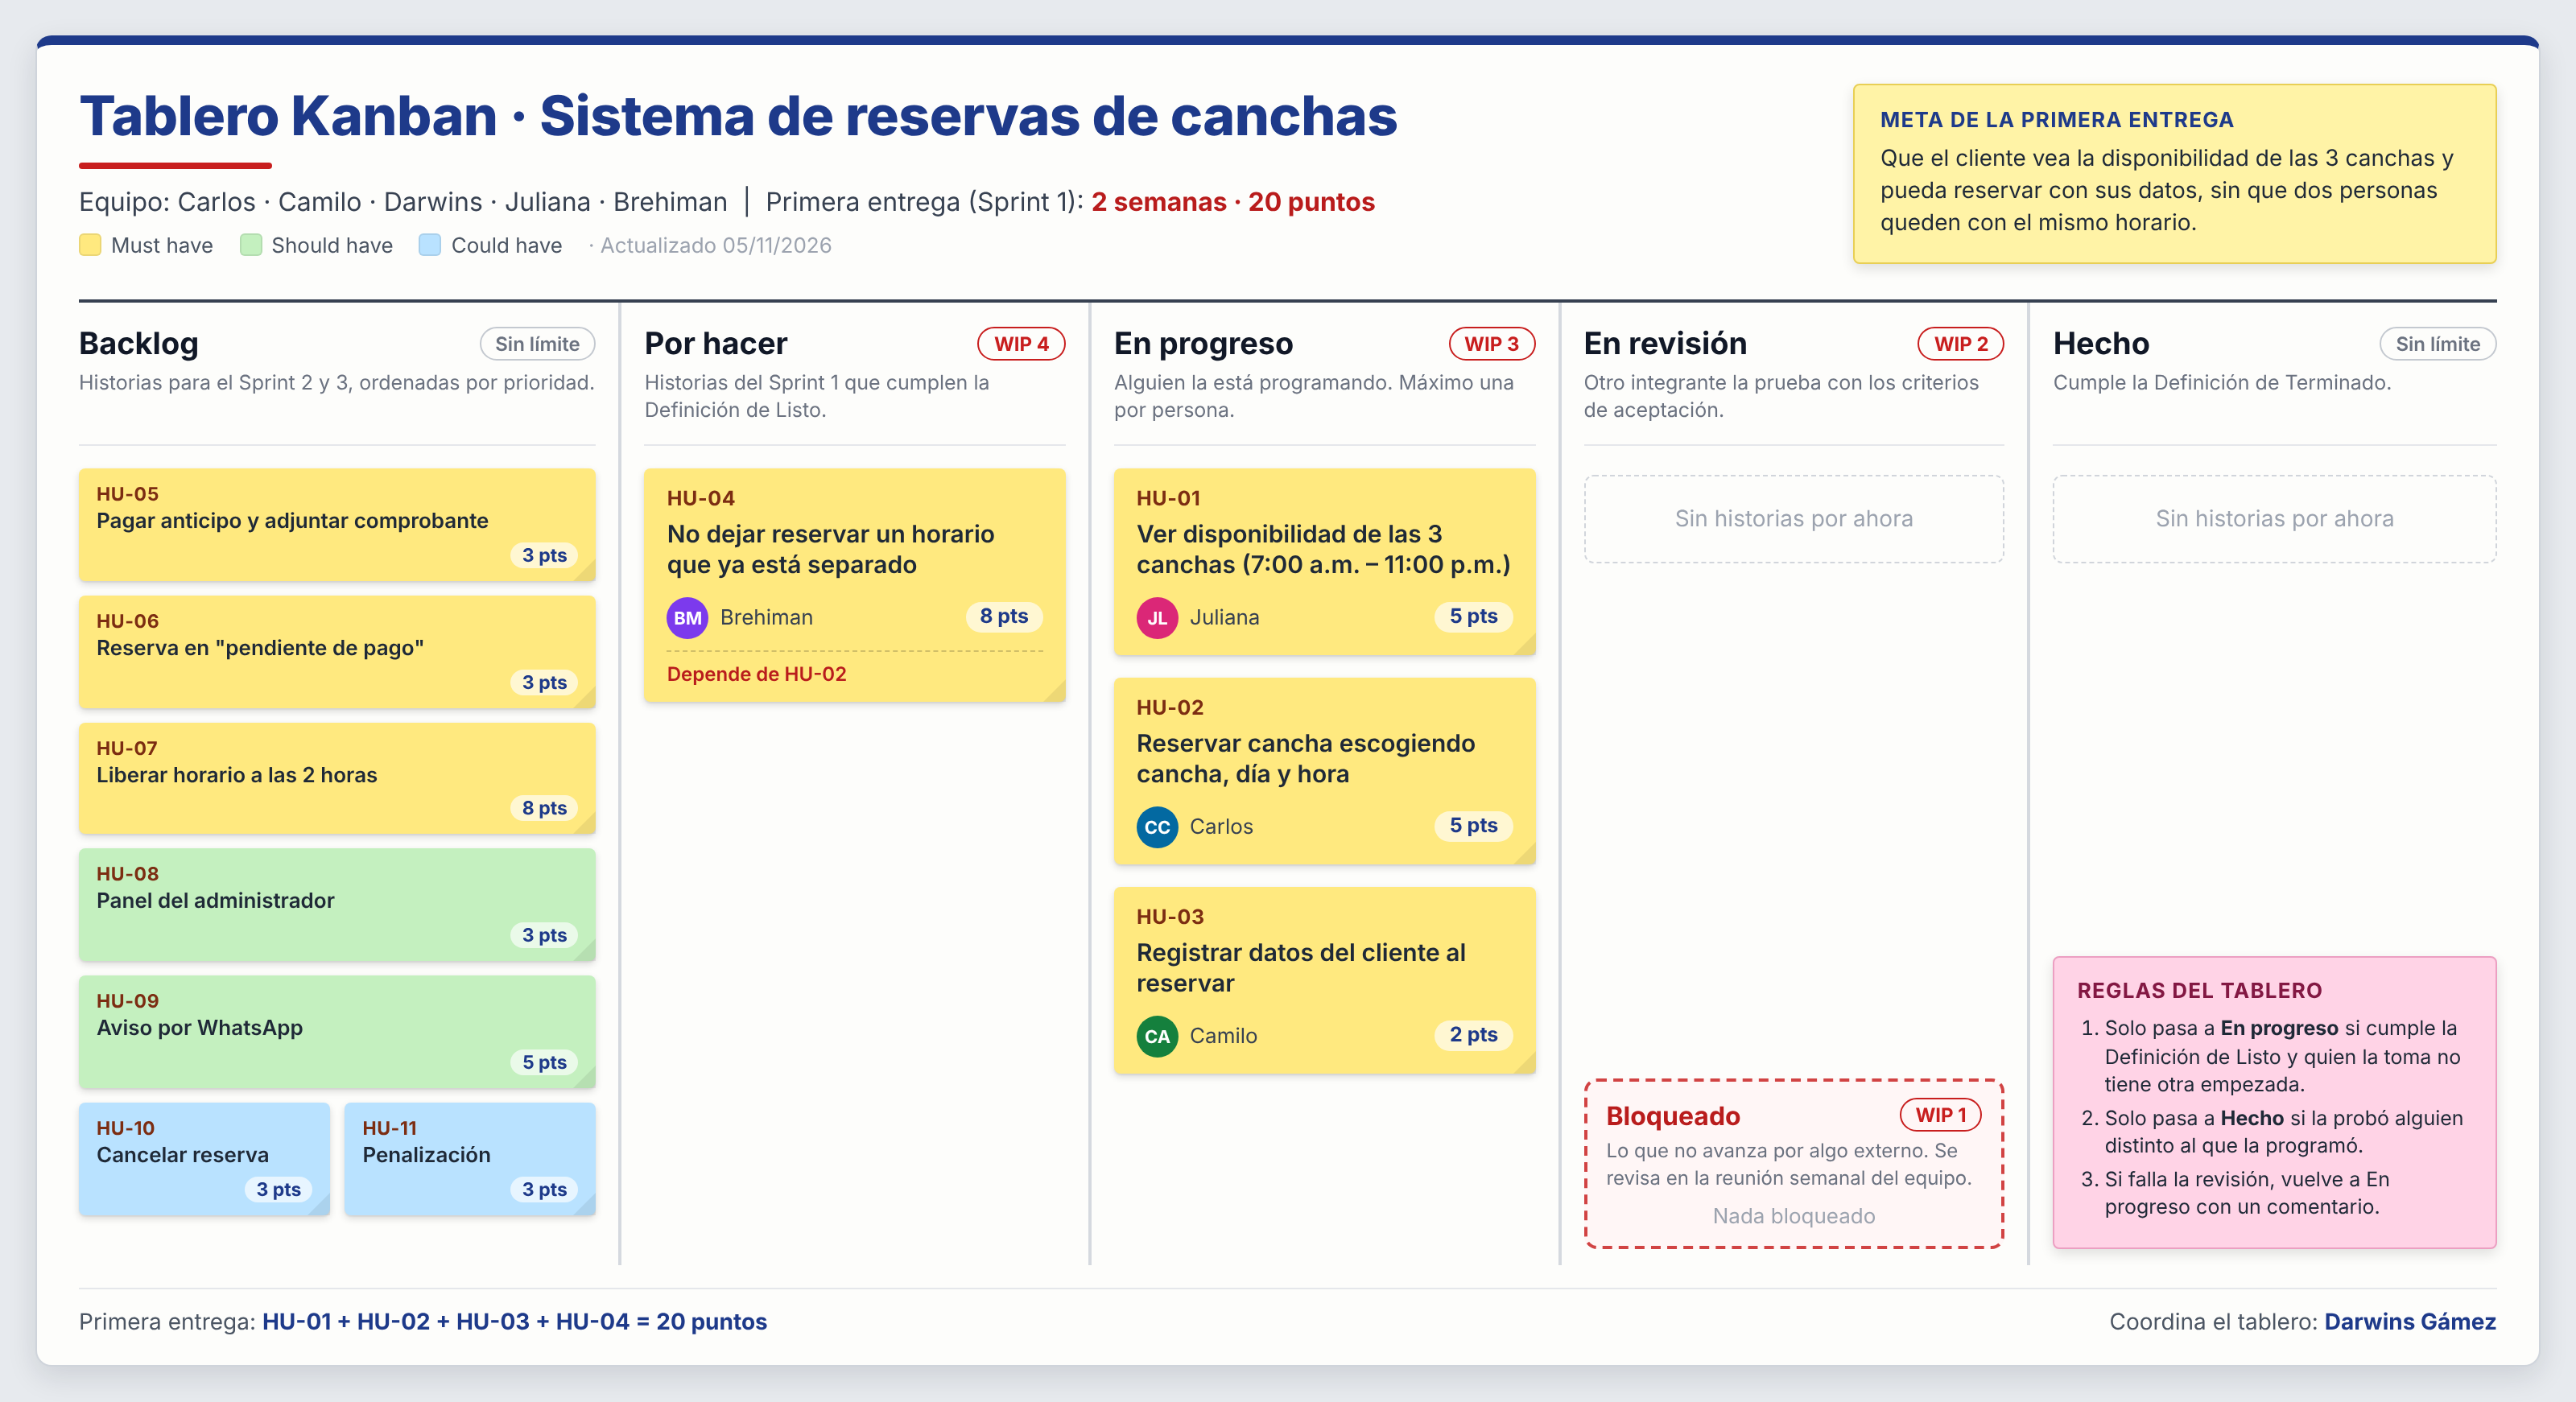 Tablero Kanban · Sistema de reservas de canchas
Equipo: Carlos · Camilo · Darwins · Juliana · Brehiman | Primera entrega (Sprint 1): 2 semanas · 20 puntos
Must have Should have Could have · Actualizado 05/11/2026
META DE LA PRIMERA ENTREGA
Que el cliente vea la disponibilidad de las 3 canchas y
pueda reservar con sus datos, sin que dos personas
queden con el mismo horario.
Backlog Sin límite
Historias para el Sprint 2 y 3, ordenadas por prioridad.
HU-05
Pagar anticipo y adjuntar comprobante
3 pts
HU-06
Reserva en "pendiente de pago"
3 pts
HU-07
Liberar horario a las 2 horas
8 pts
HU-08
Panel del administrador
3 pts
HU-09
Aviso por WhatsApp
5 pts
HU-10
Cancelar reserva
3 pts
HU-11
Penalización
3 pts
Por hacer WIP 4
Historias del Sprint 1 que cumplen la
Definición de Listo.
HU-04
No dejar reservar un horario
que ya está separado
BM Brehiman 8 pts
Depende de HU-02
En progreso WIP 3
Alguien la está programando. Máximo una
por persona.
HU-01
Ver disponibilidad de las 3
canchas (7:00 a.m. – 11:00 p.m.)
JL Juliana 5 pts
HU-02
Reservar cancha escogiendo
cancha, día y hora
CC Carlos 5 pts
HU-03
Registrar datos del cliente al
reservar
CA Camilo 2 pts
En revisión WIP 2
Otro integrante la prueba con los criterios
de aceptación.
Sin historias por ahora
Bloqueado WIP 1
Lo que no avanza por algo externo. Se
revisa en la reunión semanal del equipo.
Nada bloqueado
Hecho Sin límite
Cumple la Definición de Terminado.
Sin historias por ahora
REGLAS DEL TABLERO
1. Solo pasa a En progreso si cumple la
Definición de Listo y quien la toma no
tiene otra empezada.
2. Solo pasa a Hecho si la probó alguien
distinto al que la programó.
3. Si falla la revisión, vuelve a En
progreso con un comentario.
Primera entrega: HU-01 + HU-02 + HU-03 + HU-04 = 20 puntos
Coordina el tablero: Darwins Gámez